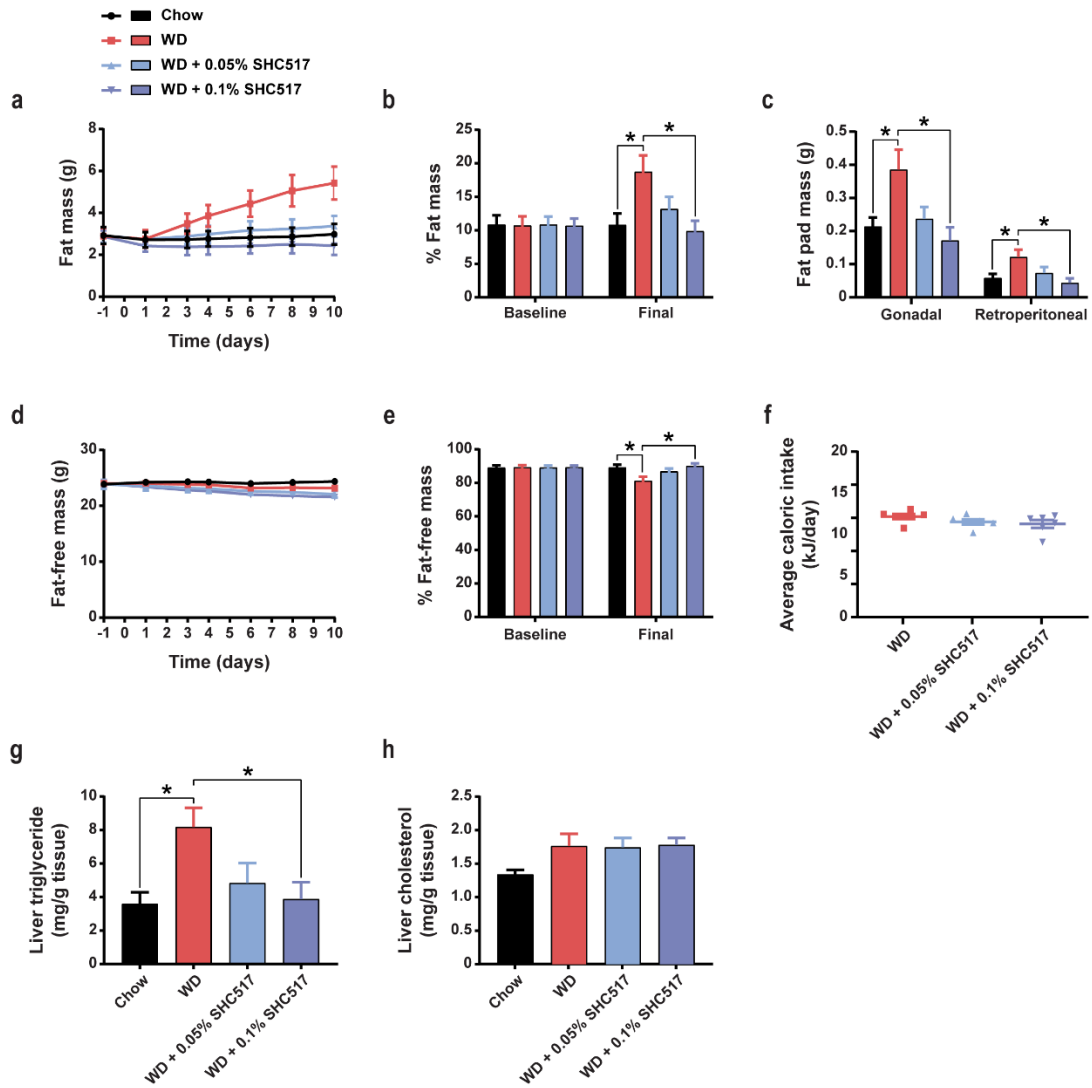 Chow
WD
WD + 0.05% SHC517
WD + 0.1% SHC517
a
Fat mass (g)
8
6
4
2
0
-1 0 1 2 3 4 5 6 7 8 9 10
Time (days)
b
% Fat mass
25
20
15
10
5
0
* *
Baseline Final
c
Fat pad mass (g)
0.5
0.4
0.3
0.2
0.1
0
* *
* *
Gonadal Retroperitoneal
d
Fat-free mass (g)
30
20
10
0
-1 0 1 2 3 4 5 6 7 8 9 10
Time (days)
e
% Fat-free mass
100
80
60
40
20
0
* *
Baseline Final
f
Average caloric intake
(kJ/day)
20
15
10
5
0
WD
WD + 0.05% SHC517
WD + 0.1% SHC517
g
Liver triglyceride
(mg/g tissue)
10
8
6
4
2
0
* *
Chow
WD
WD + 0.05% SHC517
WD + 0.1% SHC517
h
Liver cholesterol
(mg/g tissue)
2.5
2.0
1.5
1.0
0.5
0
Chow
WD
WD + 0.05% SHC517
WD + 0.1% SHC517